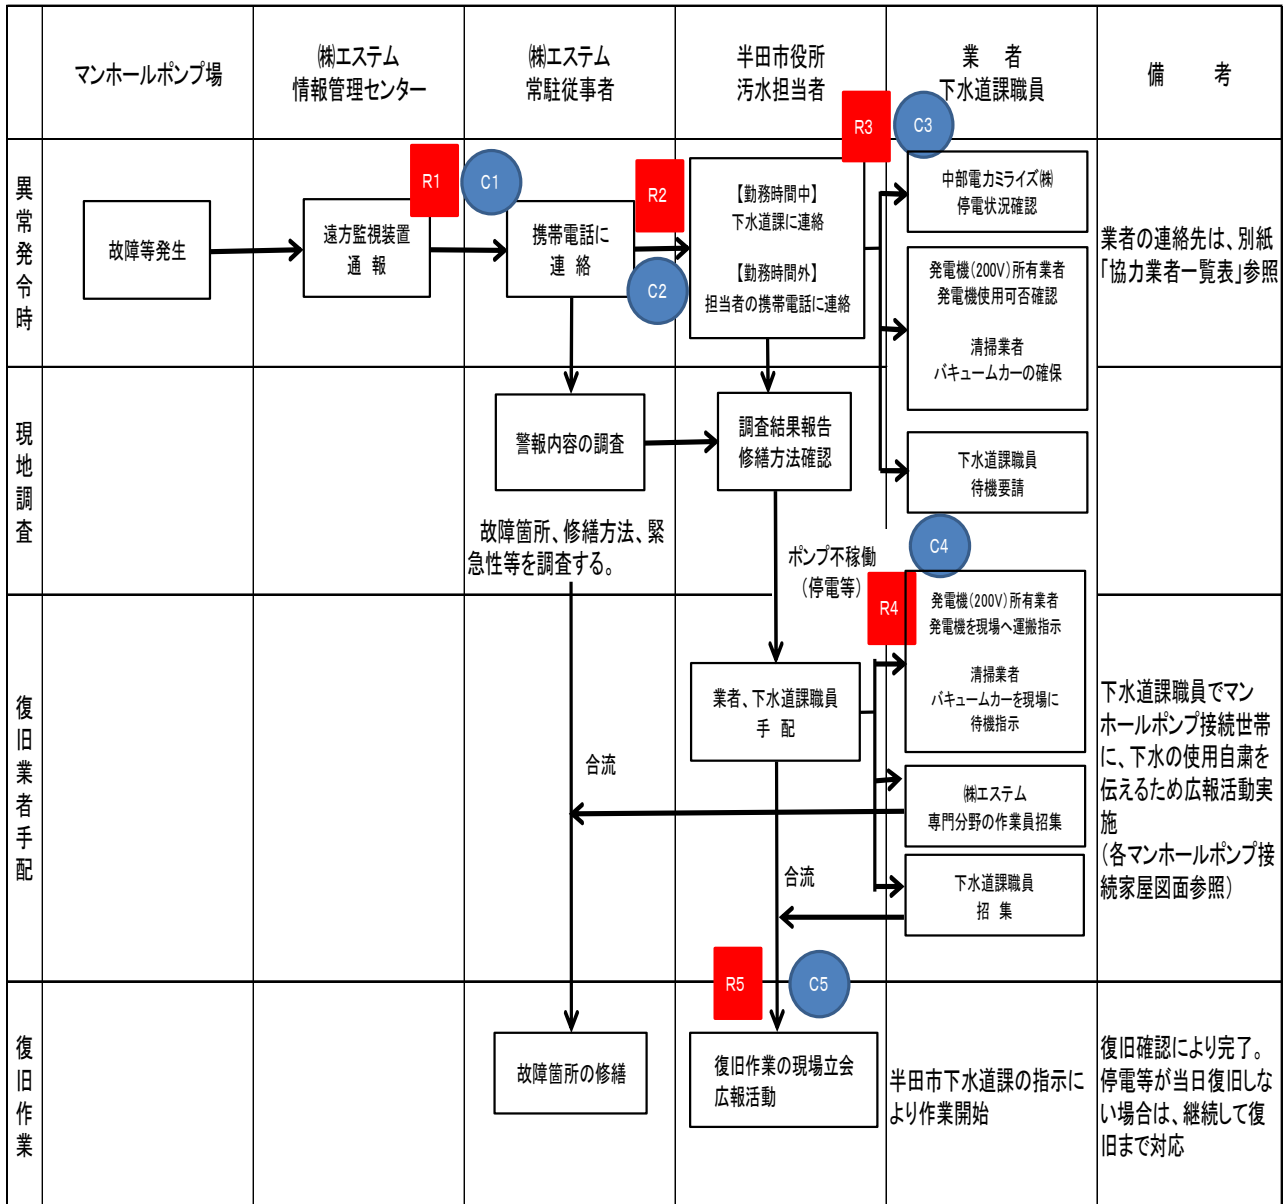 マンホールポンプ場
㈱エステム
情報管理センター
㈱エステム
常駐従事者
半田市役所
汚水担当者
業　者
下水道課職員
備　考
異常発令時
故障等発生
R1
遠方監視装置
通 報
C1
携帯電話に
連 絡
R2
C2
【勤務時間中】
下水道課に連絡
【勤務時間外】
担当者の携帯電話に連絡
R3
C3
中部電力ミライズ㈱
停電状況確認
発電機(200V)所有業者
発電機使用可否確認
清掃業者
バキュームカーの確保
業者の連絡先は、別紙
「協力業者一覧表」参照
現地調査
警報内容の調査
調査結果報告
修繕方法確認
下水道課職員
待機要請
故障箇所、修繕方法、緊
急性等を調査する。
ポンプ不稼働
(停電等)
C4
R4
復旧業者手配
業者、下水道課職員
手 配
発電機(200V)所有業者
発電機を現場へ運搬指示
清掃業者
バキュームカーを現場に
待機指示
合流
㈱エステム
専門分野の作業員招集
合流
下水道課職員
招 集
下水道課職員でマン
ホールポンプ接続世帯
に、下水の使用自粛を
伝えるため広報活動実
施
(各マンホールポンプ接
続家屋図面参照)
R5
C5
復旧作業
故障箇所の修繕
復旧作業の現場立会
広報活動
半田市下水道課の指示に
より作業開始
復旧確認により完了。
停電等が当日復旧しな
い場合は、継続して復
旧まで対応